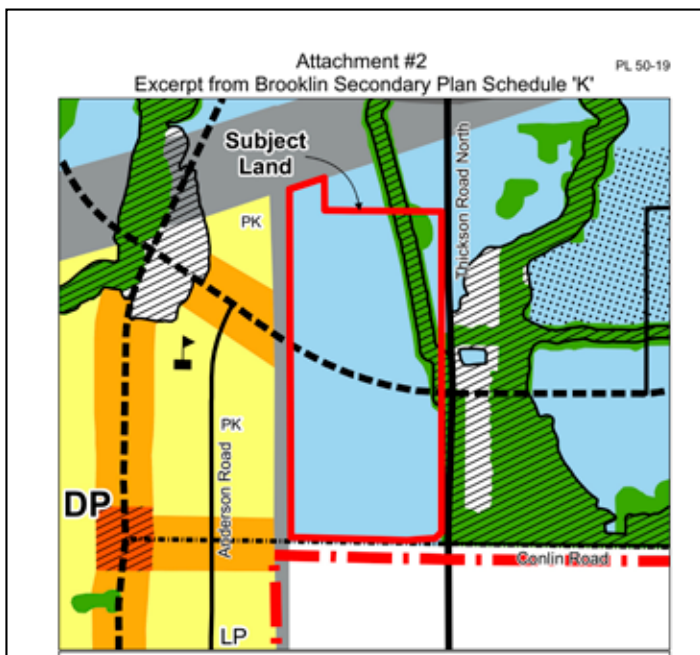 Attachment #2
PL 50-19
Excerpt from Brooklin Secondary Plan Schedule 'K'
Subject
Land
Thickson Road North
PK
PK
Anderson Road
DP
Conlin Road
LP